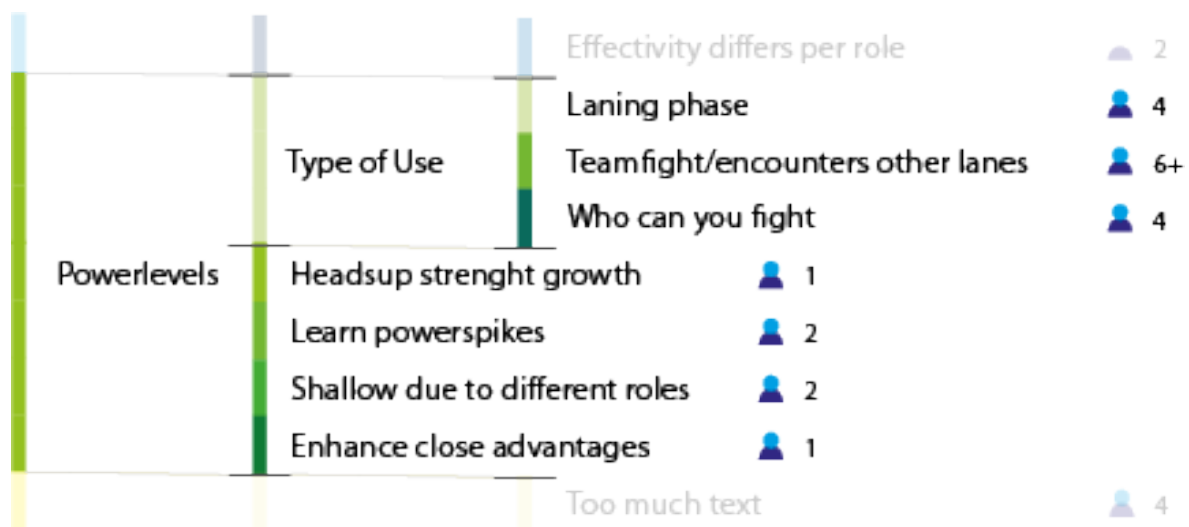 Effectivity differs per role 2
Laning phase 4
Type of Use
Teamfight/encounters other lanes 6+
Who can you fight 4
Powerlevels
Headsup strenght growth 1
Learn powerspikes 2
Shallow due to different roles 2
Enhance close advantages 1
Too much text 4